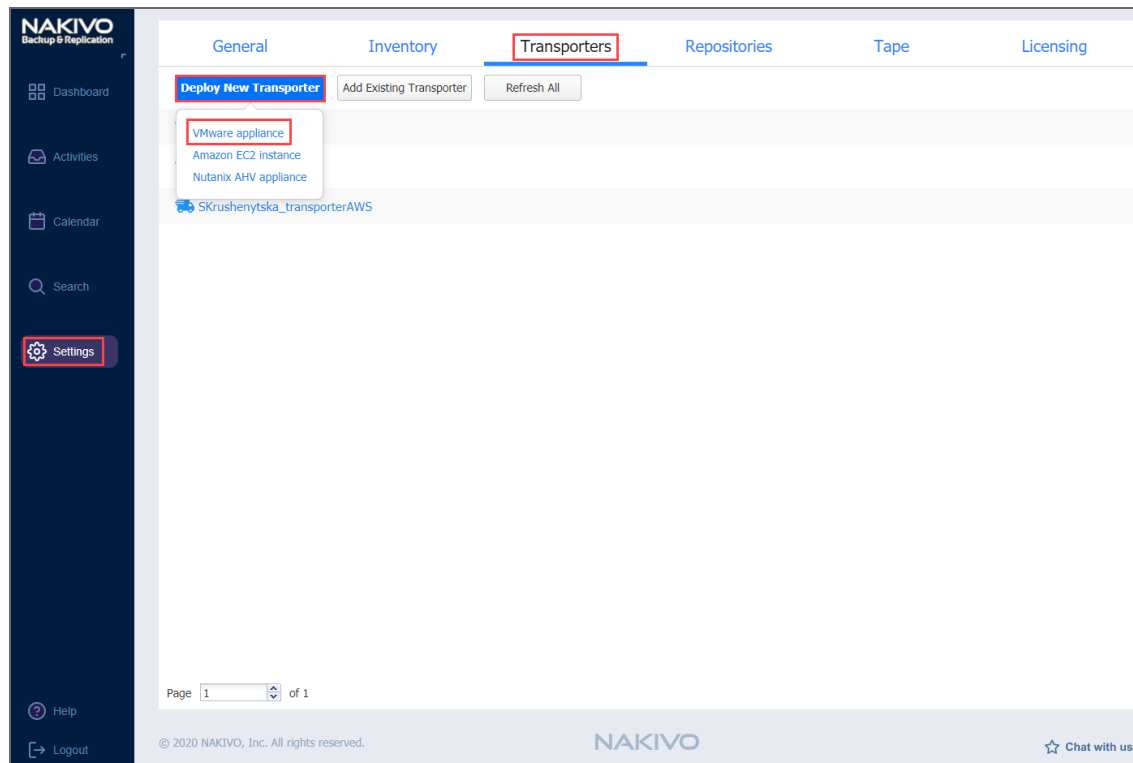 NAKIVO
Backup & Replication
General
Inventory
Transporters
Repositories
Tape
Licensing
Dashboard
Activities
Calendar
Search
Settings
Help
Logout
Deploy New Transporter
Add Existing Transporter
Refresh All
VMware appliance
Amazon EC2 instance
Nutanix AHV appliance
SKrushenytska_transporterAWS
Page 1 of 1
© 2020 NAKIVO, Inc. All rights reserved.
NAKIVO
Chat with us